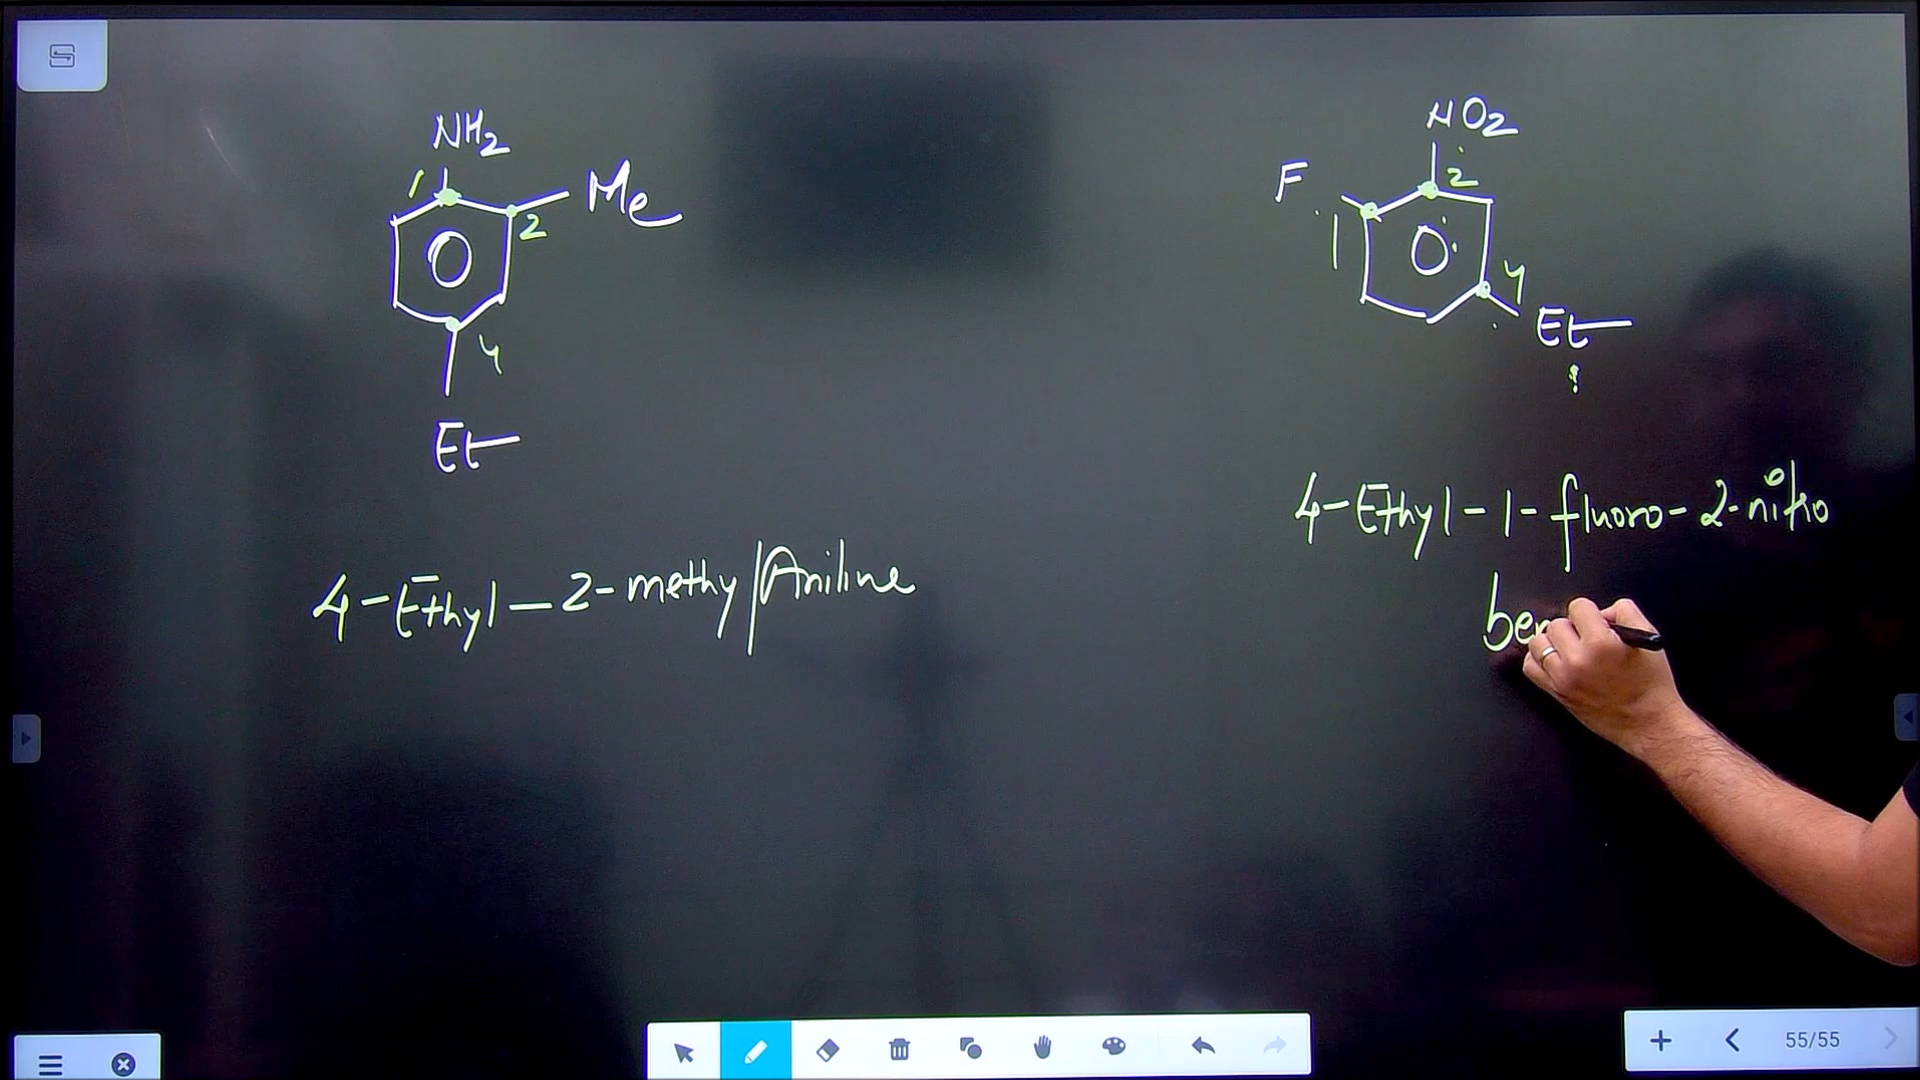 NH2
1
Me
2
4
Et
4-Ethyl-2-methyl Aniline
NO2
F
2
1
4
Et
4-Ethyl-1-fluoro-2-nitro
ben
55/55